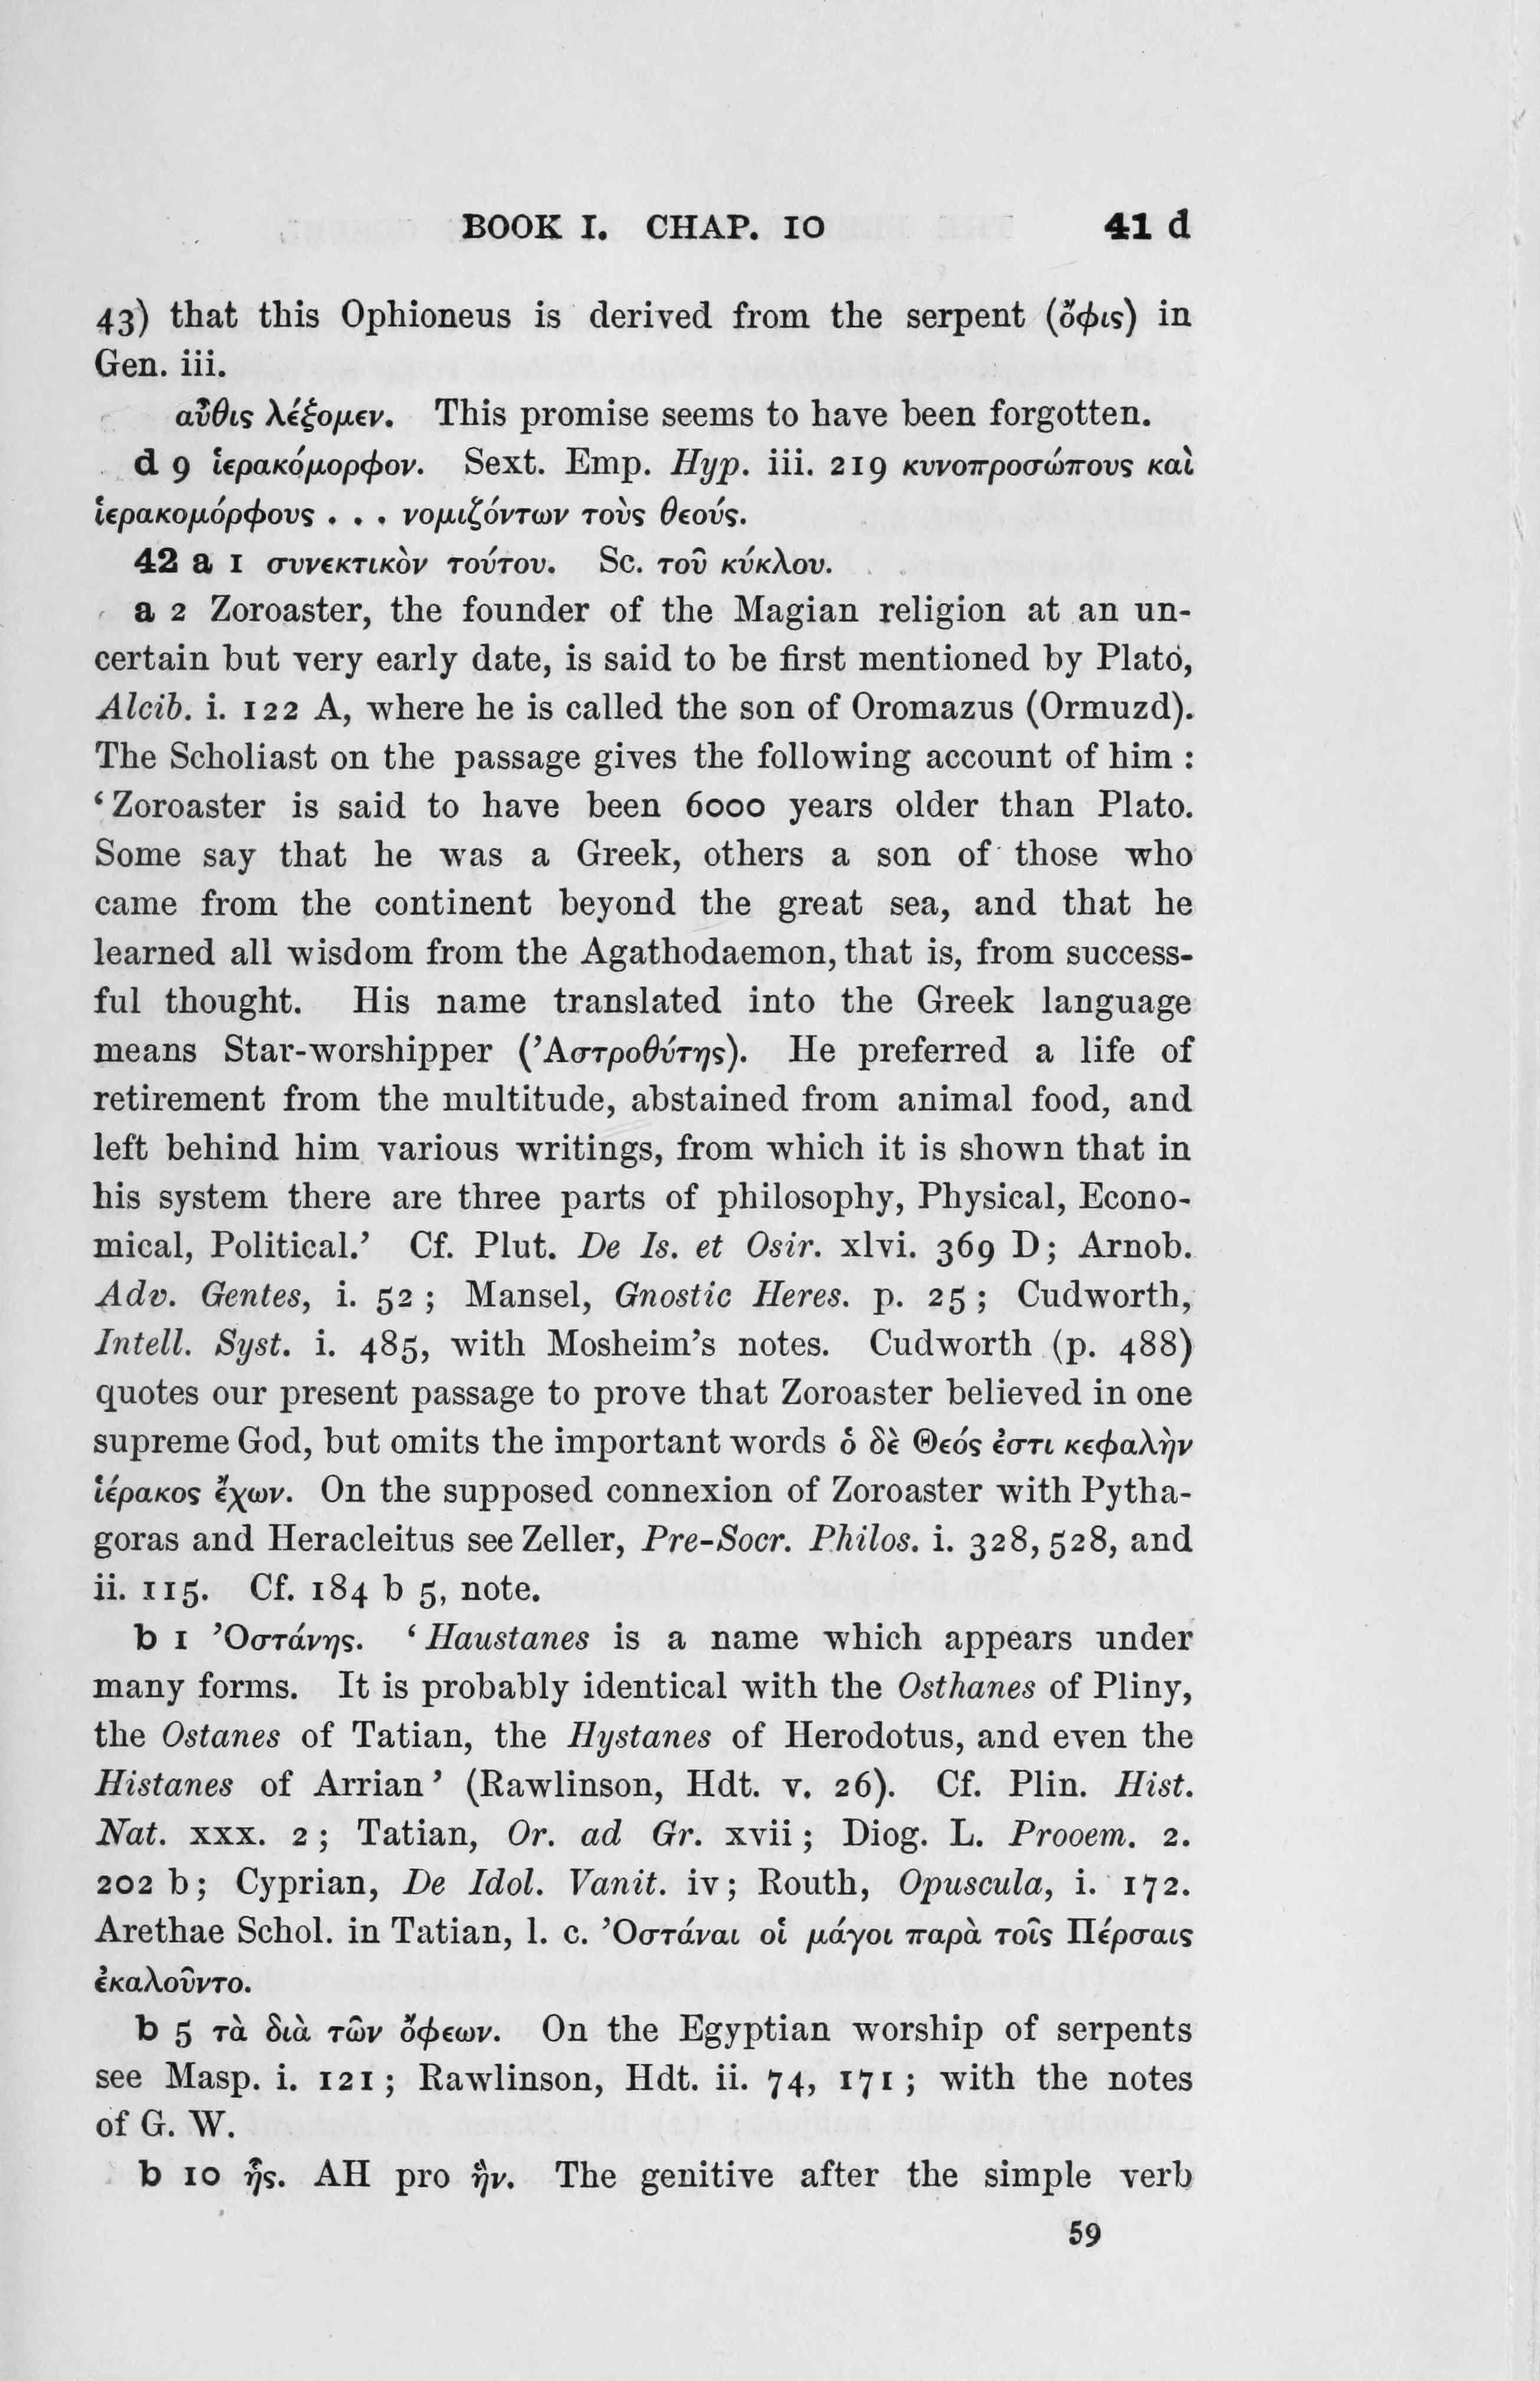 BOOK I. CHAP. 10 41 d
43) that this Ophioneus is derived from the serpent (ὄφις) in
Gen. iii.
αὖθις λέξομεν. This promise seems to have been forgotten.
d 9 ἱερακόμορφον. Sext. Emp. Hyp. iii. 219 κυνοπροσώπους καὶ
ἱερακομόρφους . . . νομιζόντων τοὺς θεούς.
42 a 1 συνεκτικὸν τούτου. Sc. τοῦ κύκλου.
a 2 Zoroaster, the founder of the Magian religion at an un-
certain but very early date, is said to be first mentioned by Plato,
Alcib. i. 122 A, where he is called the son of Oromazus (Ormuzd).
The Scholiast on the passage gives the following account of him :
‘Zoroaster is said to have been 6000 years older than Plato.
Some say that he was a Greek, others a son of those who
came from the continent beyond the great sea, and that he
learned all wisdom from the Agathodaemon, that is, from success-
ful thought. His name translated into the Greek language
means Star-worshipper (Ἀστροθύτης). He preferred a life of
retirement from the multitude, abstained from animal food, and
left behind him various writings, from which it is shown that in
his system there are three parts of philosophy, Physical, Econo-
mical, Political.’ Cf. Plut. De Is. et Osir. xlvi. 369 D; Arnob.
Adv. Gentes, i. 52 ; Mansel, Gnostic Heres. p. 25 ; Cudworth,
Intell. Syst. i. 485, with Mosheim’s notes. Cudworth (p. 488)
quotes our present passage to prove that Zoroaster believed in one
supreme God, but omits the important words ὁ δὲ Θεός ἐστι κεφαλὴν
ἱέρακος ἔχων. On the supposed connexion of Zoroaster with Pytha-
goras and Heracleitus see Zeller, Pre-Socr. Philos. i. 328, 528, and
ii. 115. Cf. 184 b 5, note.
b 1 Ὀστάνης. ‘Haustanes is a name which appears under
many forms. It is probably identical with the Osthanes of Pliny,
the Ostanes of Tatian, the Hystanes of Herodotus, and even the
Histanes of Arrian’ (Rawlinson, Hdt. v. 26). Cf. Plin. Hist.
Nat. xxx. 2 ; Tatian, Or. ad Gr. xvii ; Diog. L. Prooem. 2.
202 b; Cyprian, De Idol. Vanit. iv; Routh, Opuscula, i. 172.
Arethae Schol. in Tatian, l. c. Ὀστάναι οἱ μάγοι παρὰ τοῖς Πέρσαις
ἐκαλοῦντο.
b 5 τὰ διὰ τῶν ὄφεων. On the Egyptian worship of serpents
see Masp. i. 121 ; Rawlinson, Hdt. ii. 74, 171 ; with the notes
of G. W.
b 10 ἧς. AH pro ἣν. The genitive after the simple verb
59